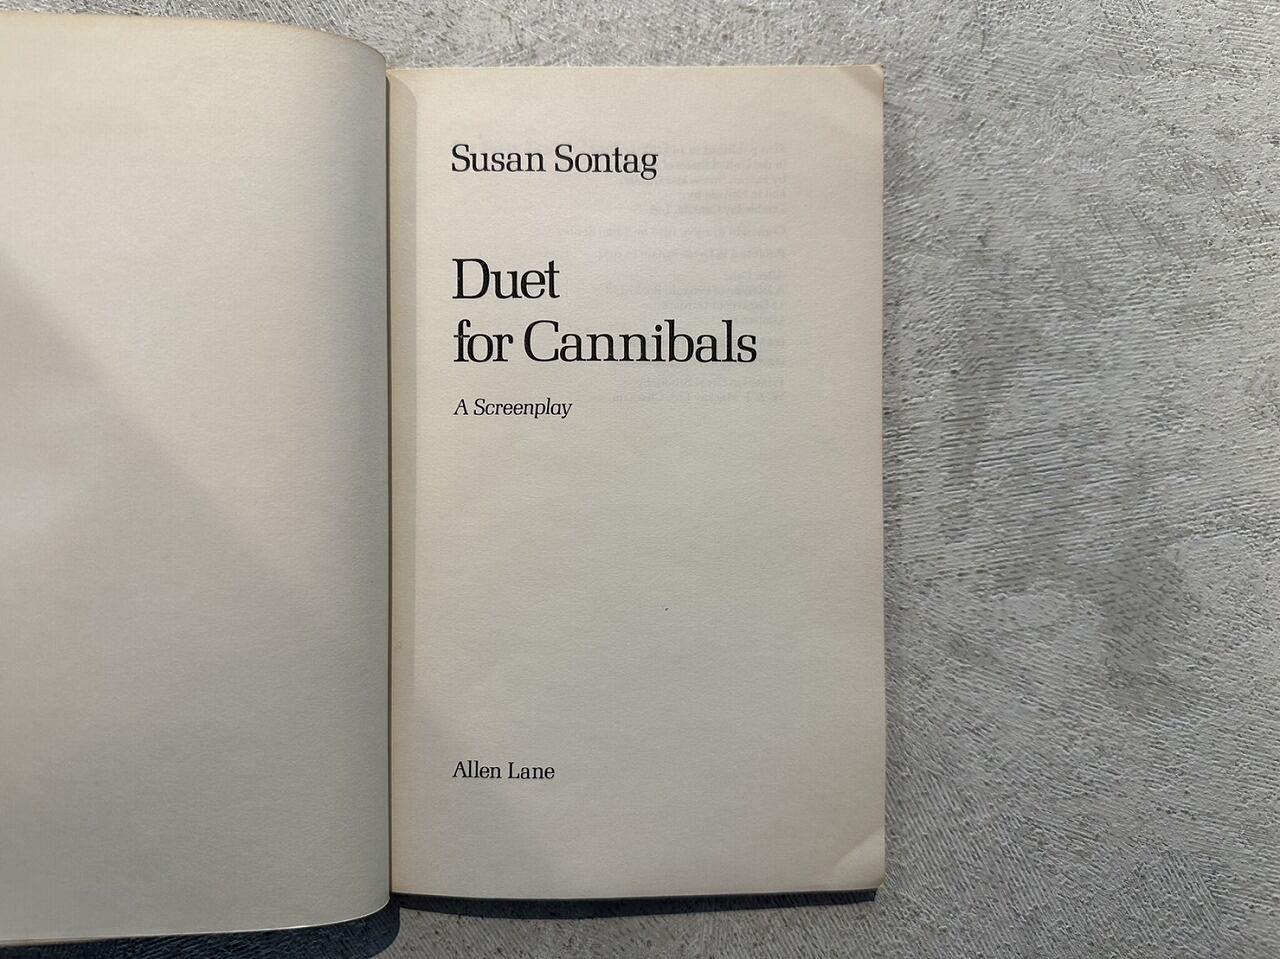 Susan Sontag
Duet
for Cannibals
A Screenplay
Allen Lane